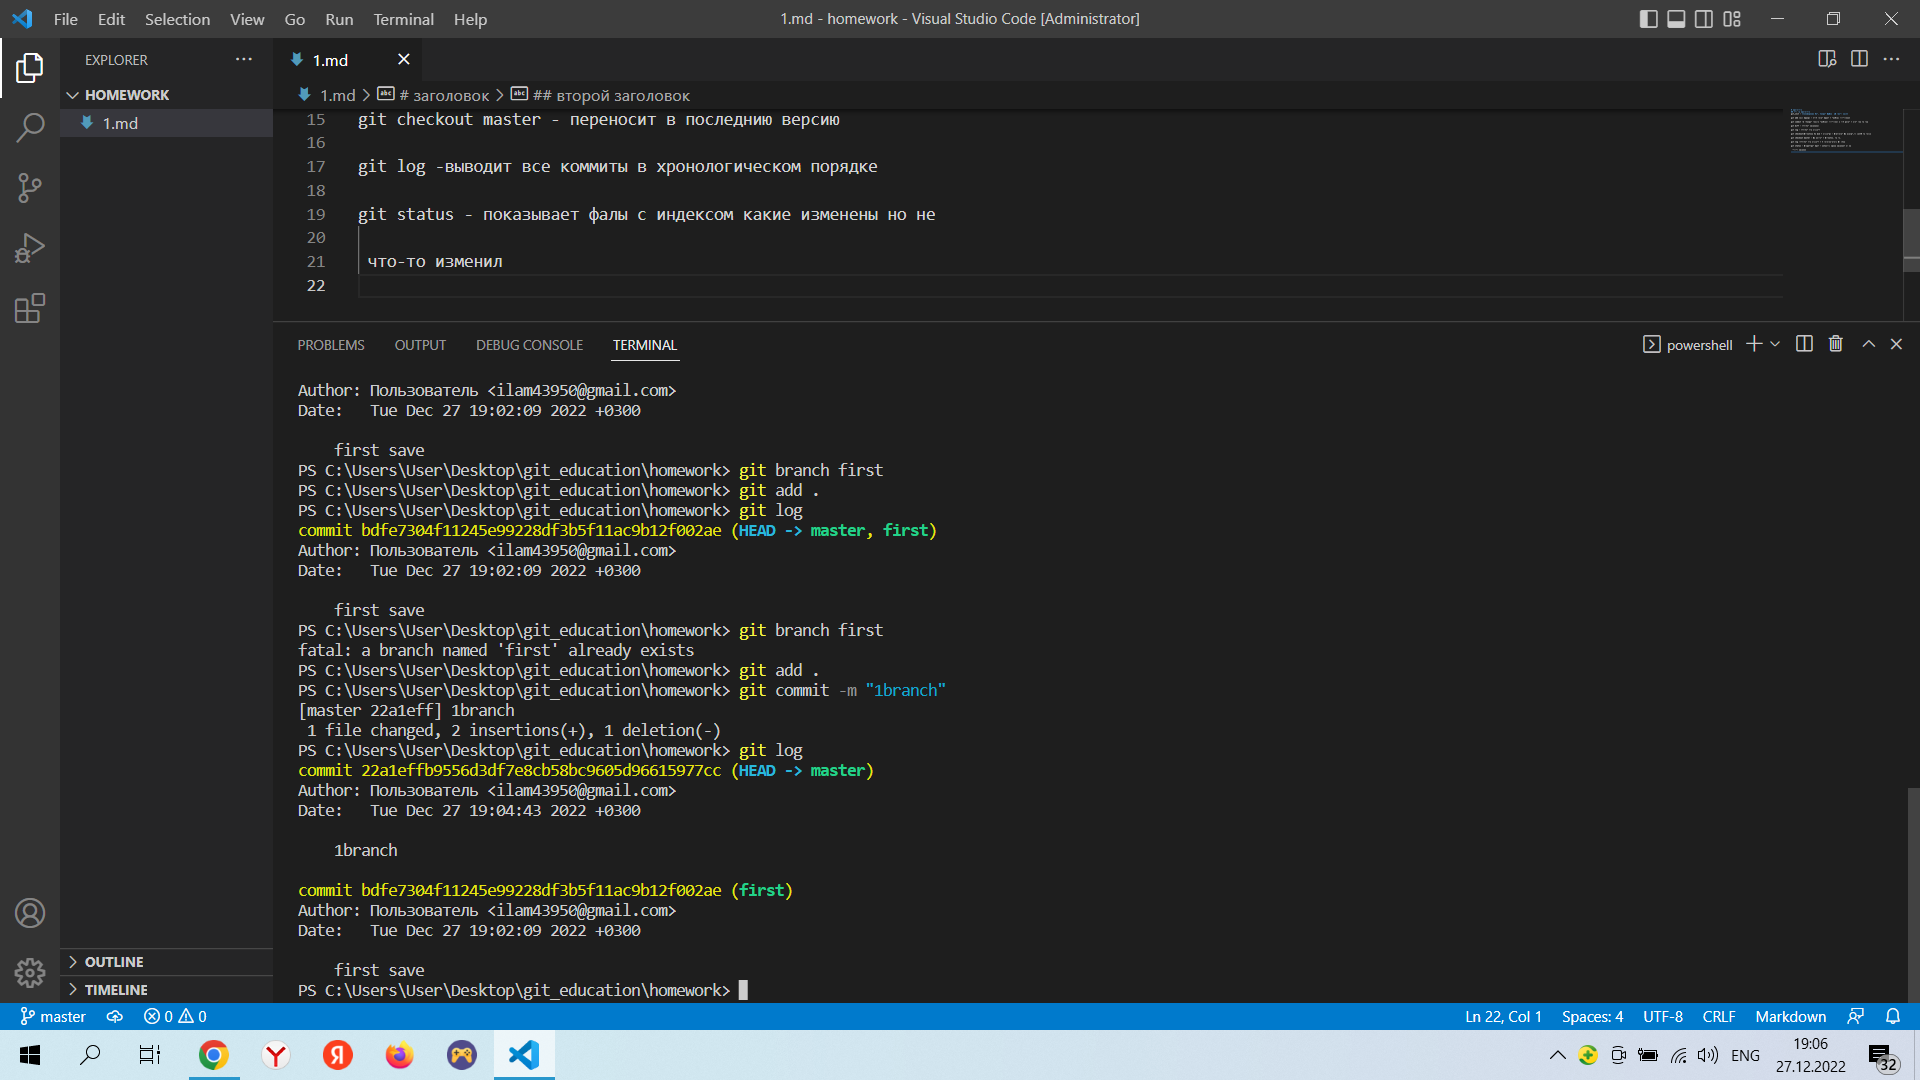 File Edit Selection View Go Run Terminal Help
1.md - homework - Visual Studio Code [Administrator]
EXPLORER
HOMEWORK
1.md
OUTLINE
TIMELINE
1.md
1.md > # заголовок > ## второй заголовок
15 git checkout master - переносит в последнию версию
16
17 git log -выводит все коммиты в хронологическом порядке
18
19 git status - показывает фалы с индексом какие изменены но не
20
21 что-то изменил
22
PROBLEMS OUTPUT DEBUG CONSOLE TERMINAL
powershell
Author: Пользователь <ilam43950@gmail.com>
Date: Tue Dec 27 19:02:09 2022 +0300
first save
PS C:\Users\User\Desktop\git_education\homework> git branch first
PS C:\Users\User\Desktop\git_education\homework> git add .
PS C:\Users\User\Desktop\git_education\homework> git log
commit bdfe7304f11245e99228df3b5f11ac9b12f002ae (HEAD -> master, first)
Author: Пользователь <ilam43950@gmail.com>
Date: Tue Dec 27 19:02:09 2022 +0300
first save
PS C:\Users\User\Desktop\git_education\homework> git branch first
fatal: a branch named 'first' already exists
PS C:\Users\User\Desktop\git_education\homework> git add .
PS C:\Users\User\Desktop\git_education\homework> git commit -m "1branch"
[master 22a1eff] 1branch
1 file changed, 2 insertions(+), 1 deletion(-)
PS C:\Users\User\Desktop\git_education\homework> git log
commit 22a1effb9556d3df7e8cb58bc9605d96615977cc (HEAD -> master)
Author: Пользователь <ilam43950@gmail.com>
Date: Tue Dec 27 19:04:43 2022 +0300
1branch
commit bdfe7304f11245e99228df3b5f11ac9b12f002ae (first)
Author: Пользователь <ilam43950@gmail.com>
Date: Tue Dec 27 19:02:09 2022 +0300
first save
PS C:\Users\User\Desktop\git_education\homework>
master 0 0
Ln 22, Col 1 Spaces: 4 UTF-8 CRLF Markdown
ENG
19:06
27.12.2022
32